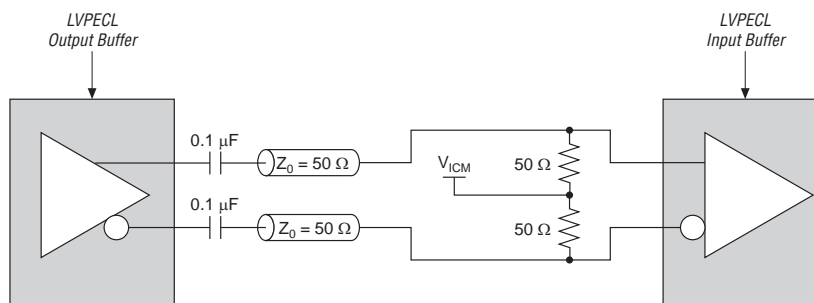 LVPECL
Output Buffer
LVPECL
Input Buffer
0.1 μF
Z0 = 50 Ω
VICM
50 Ω
0.1 μF
Z0 = 50 Ω
50 Ω